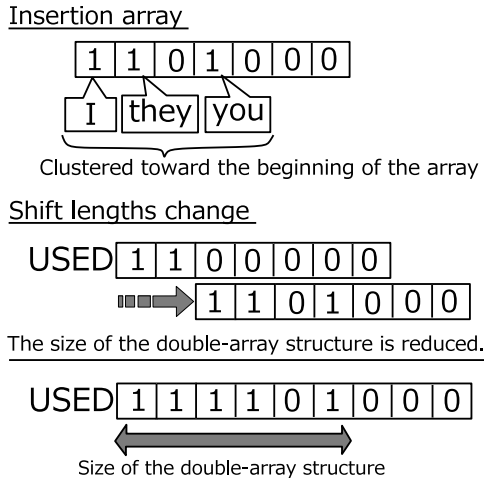 Insertion array
1 1 0 1 0 0 0
I they you
Clustered toward the beginning of the array
Shift lengths change
USED 1 1 0 0 0 0 0
1 1 0 1 0 0 0
The size of the double-array structure is reduced.
USED 1 1 1 1 0 1 0 0 0
Size of the double-array structure